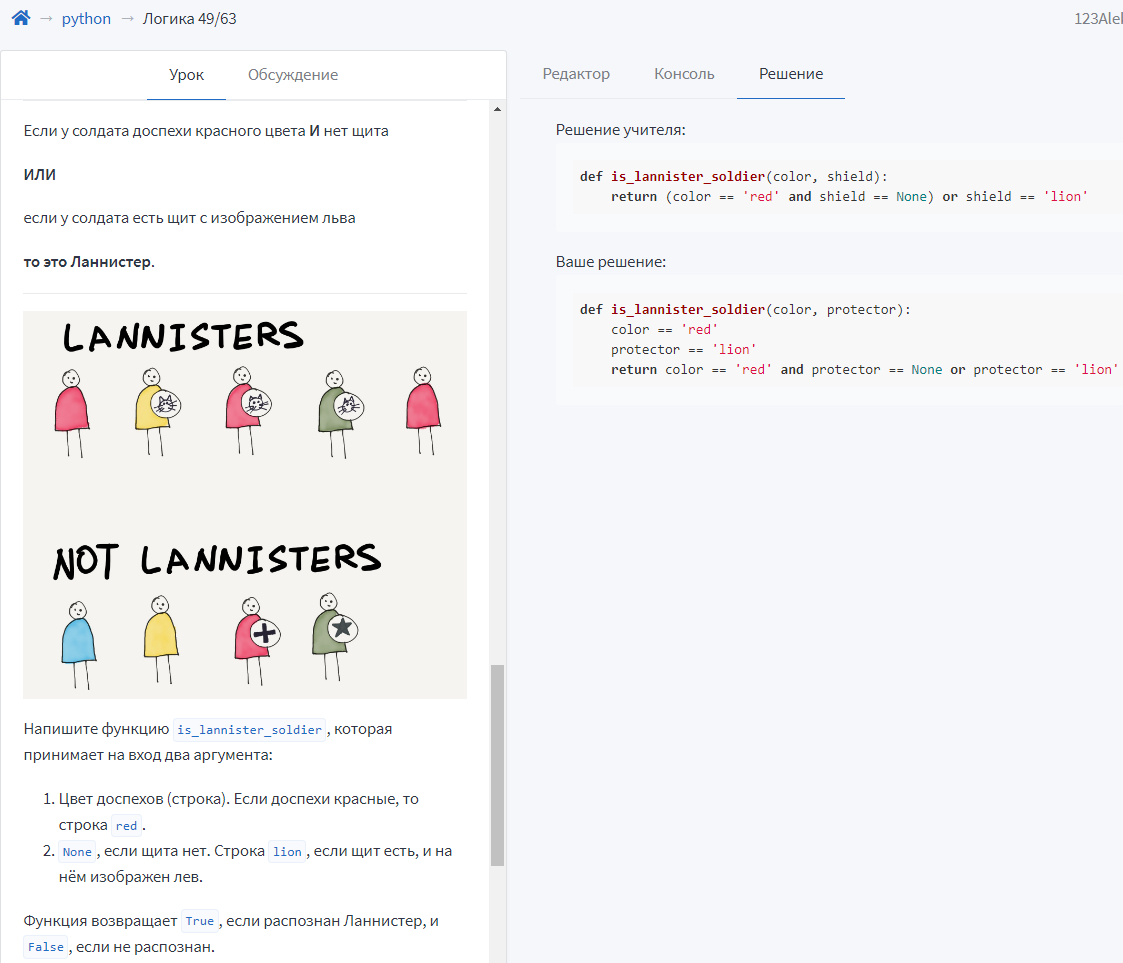 → python → Логика 49/63
123Ale
Урок Обсуждение
Если у солдата доспехи красного цвета И нет щита
ИЛИ
если у солдата есть щит с изображением льва
то это Ланнистер.
LANNISTERS
NOT LANNISTERS
Напишите функцию is_lannister_soldier, которая
принимает на вход два аргумента:
1. Цвет доспехов (строка). Если доспехи красные, то
строка red.
2. None, если щита нет. Строка lion, если щит есть, и на
нём изображен лев.
Функция возвращает True, если распознан Ланнистер, и
False, если не распознан.
Редактор Консоль Решение
Решение учителя:
def is_lannister_soldier(color, shield):
return (color == 'red' and shield == None) or shield == 'lion'
Ваше решение:
def is_lannister_soldier(color, protector):
color == 'red'
protector == 'lion'
return color == 'red' and protector == None or protector == 'lion'